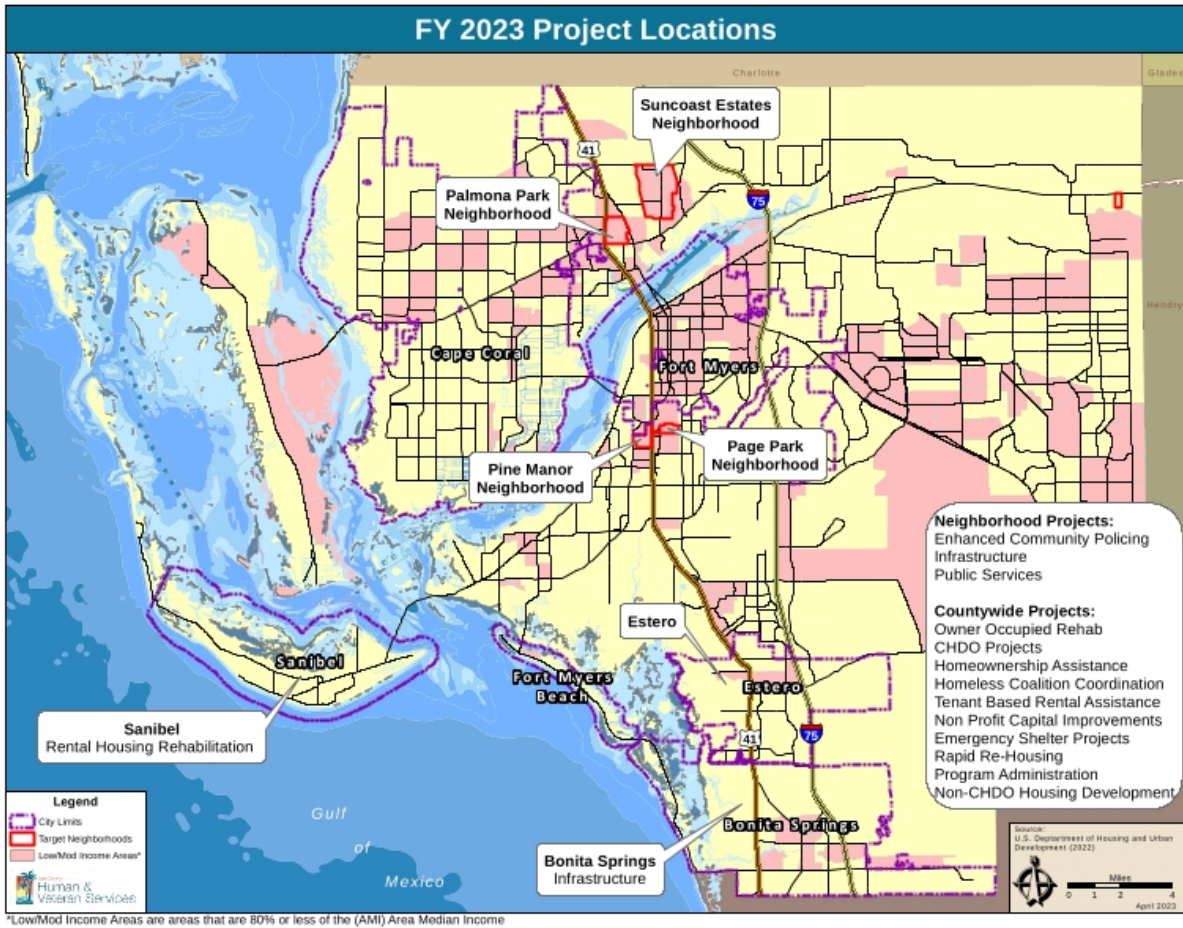 FY 2023 Project Locations
Charlotte
Glades
Suncoast Estates
Neighborhood
41
Palmona Park
Neighborhood
75
Hendry
Cape Coral
Fort Myers
Page Park
Neighborhood
Pine Manor
Neighborhood
Neighborhood Projects:
Enhanced Community Policing
Infrastructure
Public Services
Countywide Projects:
Owner Occupied Rehab
CHDO Projects
Homeownership Assistance
Homeless Coalition Coordination
Tenant Based Rental Assistance
Non Profit Capital Improvements
Emergency Shelter Projects
Rapid Re-Housing
Program Administration
Non-CHDO Housing Development
Estero
Sanibel
Fort Myers
Beach
Estero
Sanibel
Rental Housing Rehabilitation
41
75
Legend
City Limits
Target Neighborhoods
Low/Mod Income Areas*
Human &
Veteran Services
Gulf
of
Mexico
Bonita Springs
Bonita Springs
Infrastructure
Source:
U.S. Deptartment of Housing and Urban
Development (2022)
Miles
0 1 2 4
April 2023
*Low/Mod Income Areas are areas that are 80% or less of the (AMI) Area Median Income